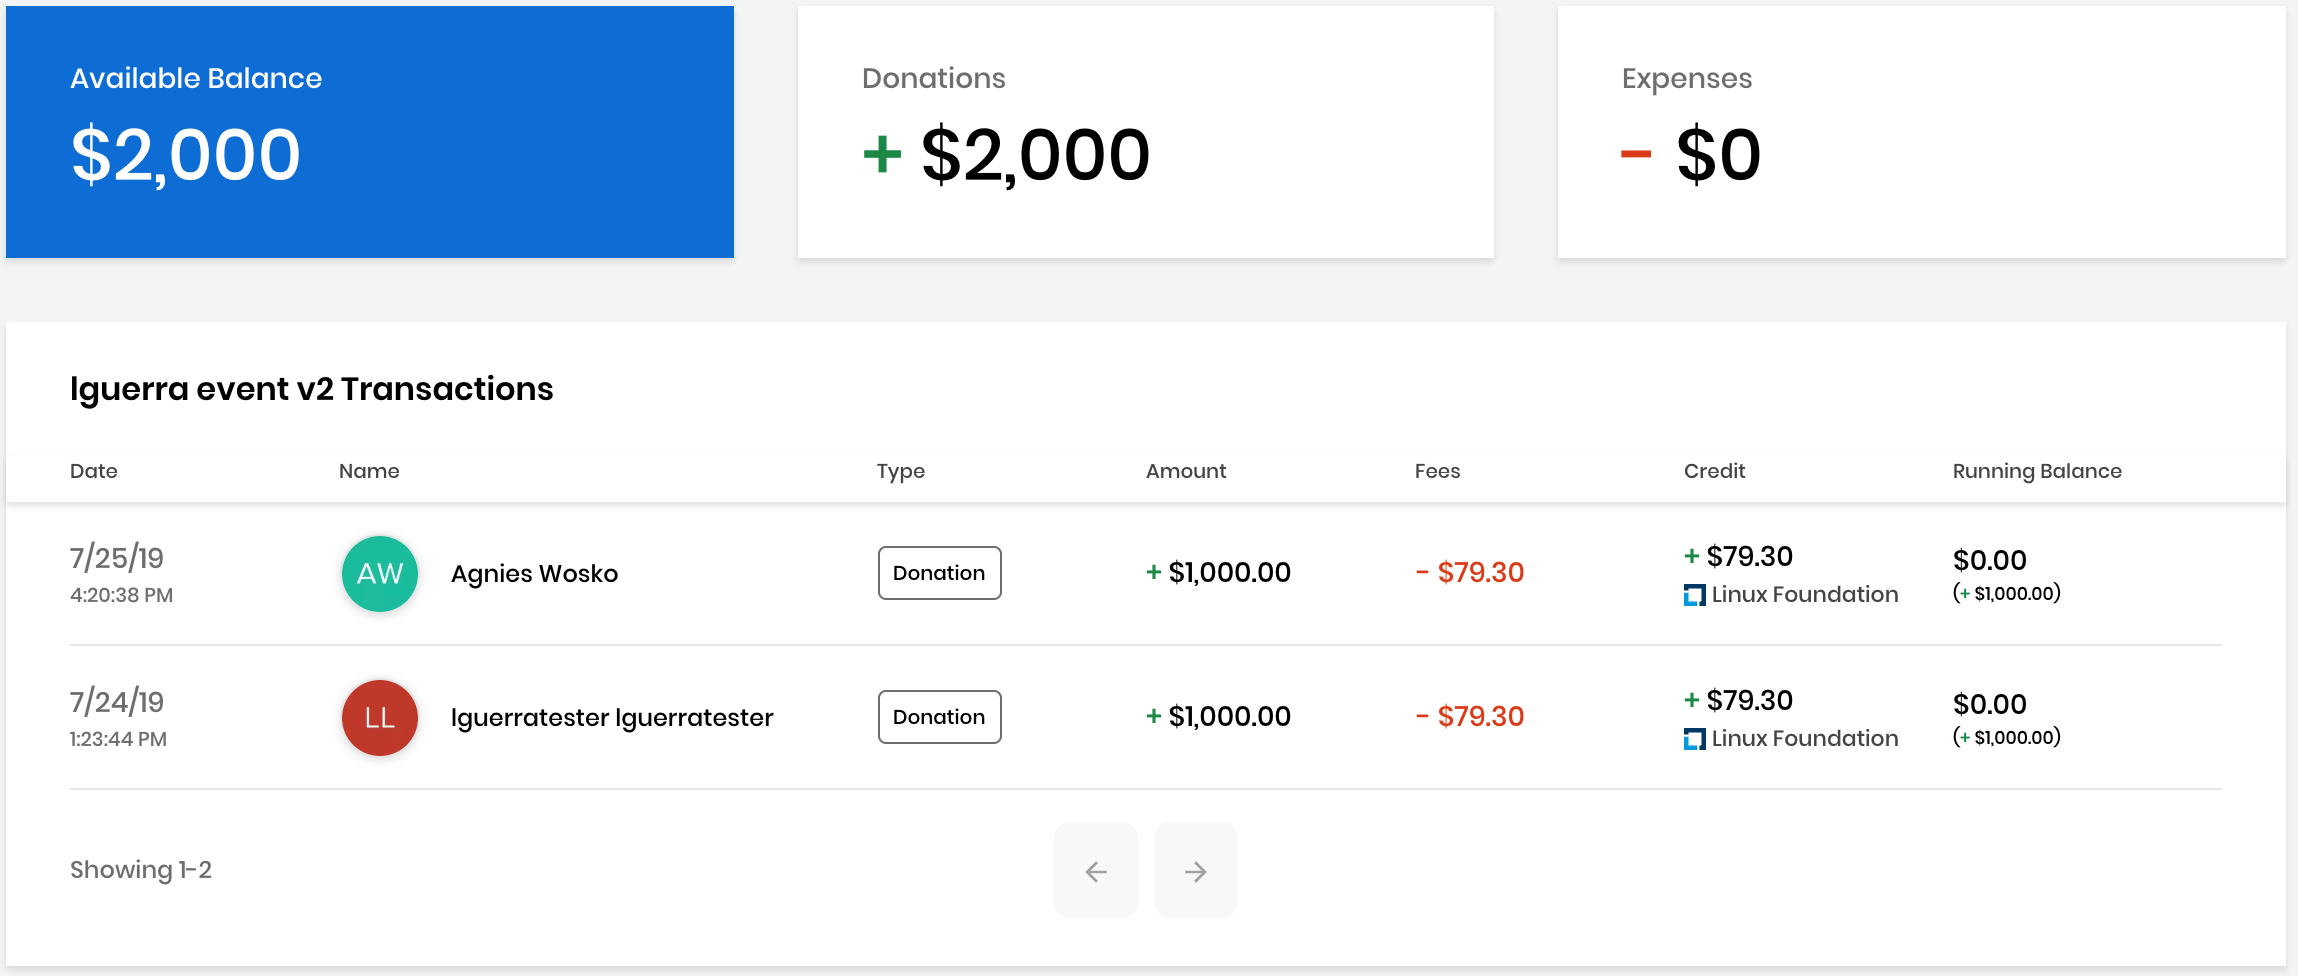 Available Balance
$2,000
Donations
+ $2,000
Expenses
- $0
lguerra event v2 Transactions
Date Name Type Amount Fees Credit Running Balance
7/25/19
4:20:38 PM
AW
Agnies Wosko
Donation
+ $1,000.00
- $79.30
+ $79.30
Linux Foundation
$0.00
(+ $1,000.00)
7/24/19
1:23:44 PM
LL
lguerratester lguerratester
Donation
+ $1,000.00
- $79.30
+ $79.30
Linux Foundation
$0.00
(+ $1,000.00)
Showing 1-2
← →